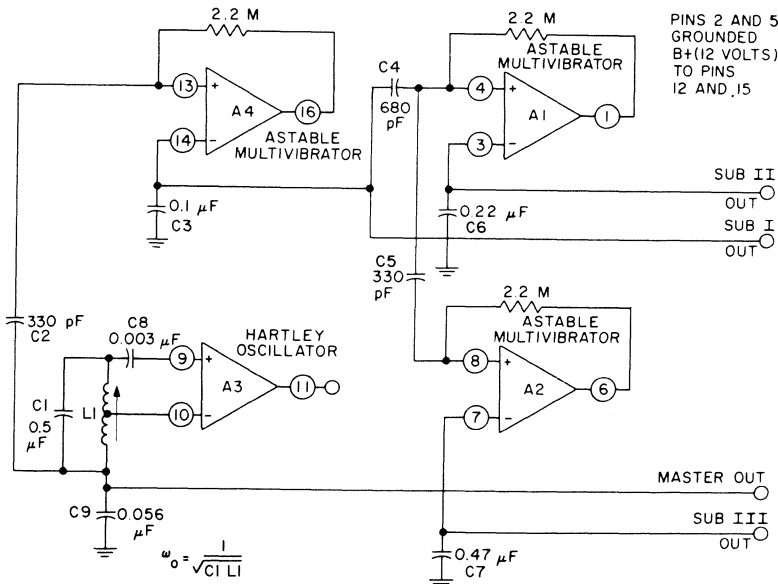 2.2 M
13
+
A4
16
14
−
ASTABLE
MULTIVIBRATOR
0.1 μF
C3
C4
680
pF
2.2 M
ASTABLE
MULTIVIBRATOR
4
+
A1
1
3
−
0.22 μF
C6
PINS 2 AND 5
GROUNDED
B+(12 VOLTS)
TO PINS
12 AND,15
SUB II
OUT
SUB I
OUT
C5
330
pF
2.2 M
ASTABLE
MULTIVIBRATOR
8
+
A2
6
7
−
330 pF
C2
C8
0.003 μF
HARTLEY
OSCILLATOR
9
+
A3
11
10
−
C1
0.5
μF
L1
C9
0.056
μF
MASTER OUT
SUB III
OUT
0.47 μF
C7
ω₀ = 1/√C1 L1